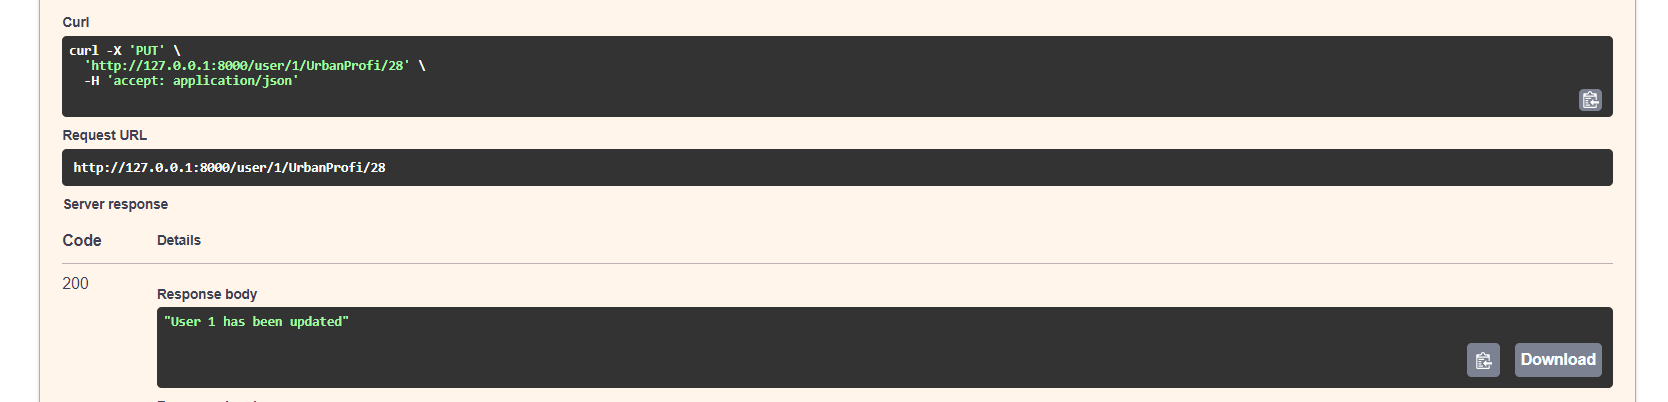 Curl
curl -X 'PUT' \
  'http://127.0.0.1:8000/user/1/UrbanProfi/28' \
  -H 'accept: application/json'
Request URL
http://127.0.0.1:8000/user/1/UrbanProfi/28
Server response
Code Details
200
Response body
"User 1 has been updated"
Download